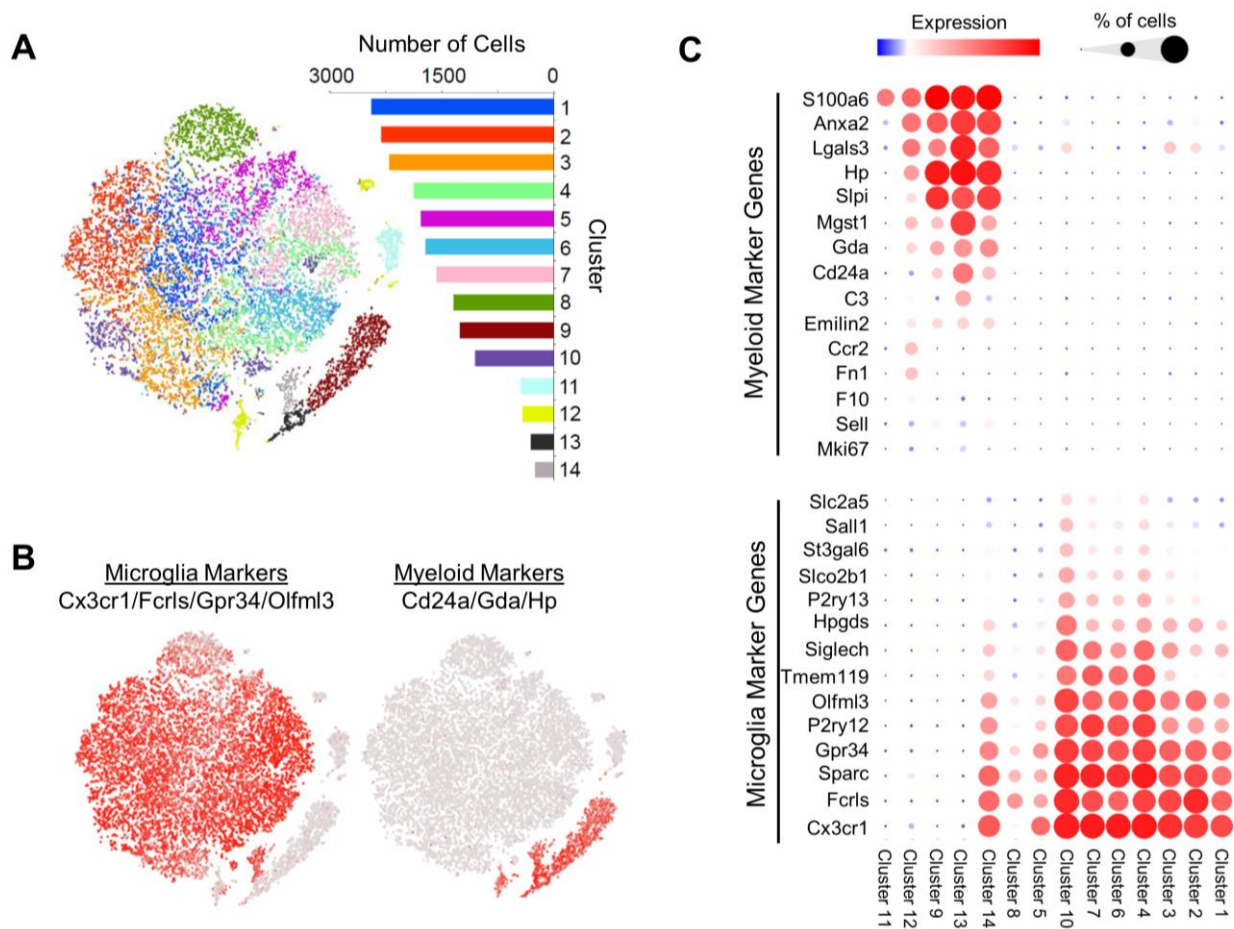 A
Number of Cells
3000
1500
0
1
2
3
4
5
6
7
8
9
10
11
12
13
14
Cluster
B
Microglia Markers
Cx3cr1/Fcrls/Gpr34/Olfml3
Myeloid Markers
Cd24a/Gda/Hp
C
Expression
% of cells
Myeloid Marker Genes
S100a6
Anxa2
Lgals3
Hp
Slpi
Mgst1
Gda
Cd24a
C3
Emilin2
Ccr2
Fn1
F10
Sell
Mki67
Microglia Marker Genes
Slc2a5
Sall1
St3gal6
Slco2b1
P2ry13
Hpgds
Siglech
Tmem119
Olfml3
P2ry12
Gpr34
Sparc
Fcrls
Cx3cr1
Cluster 11
Cluster 12
Cluster 9
Cluster 13
Cluster 14
Cluster 8
Cluster 5
Cluster 10
Cluster 7
Cluster 6
Cluster 4
Cluster 3
Cluster 2
Cluster 1